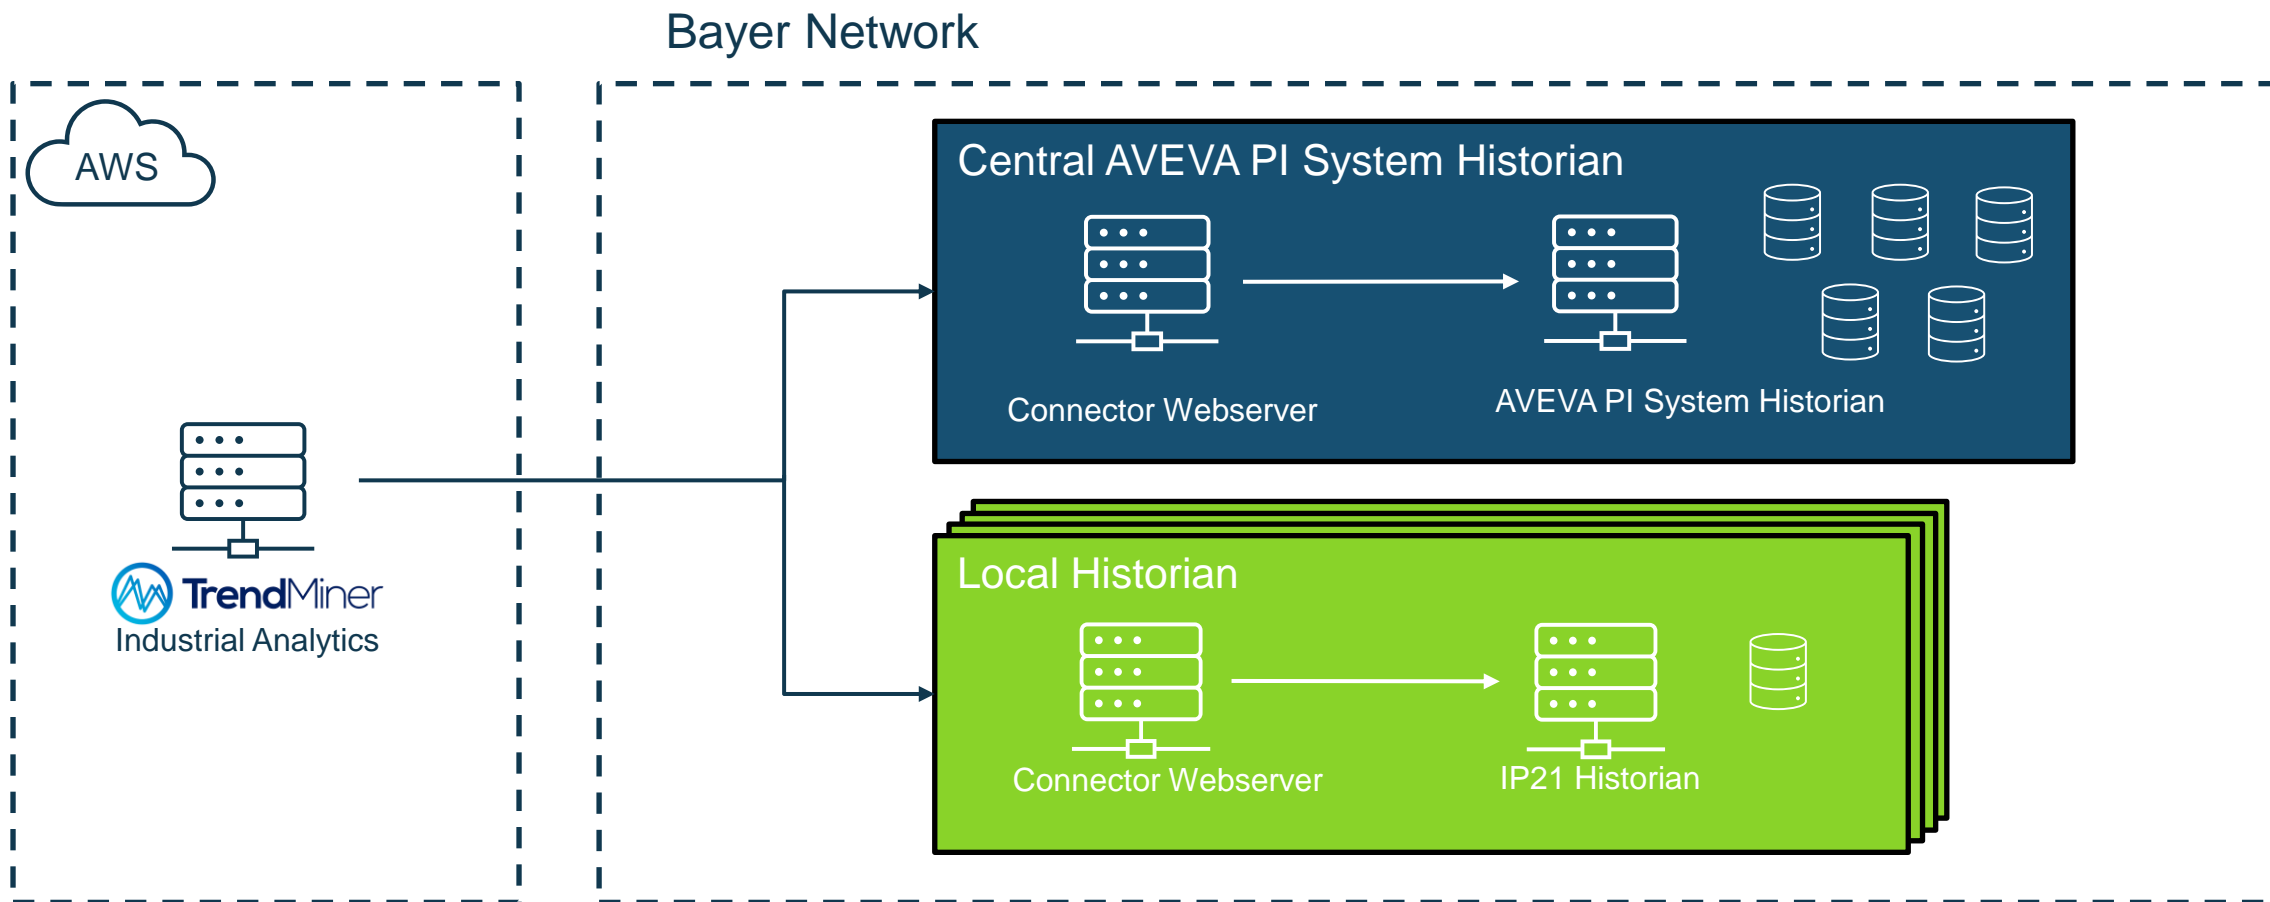 Bayer Network
AWS
Central AVEVA PI System Historian
Connector Webserver
AVEVA PI System Historian
TrendMiner
Industrial Analytics
Local Historian
Connector Webserver
IP21 Historian